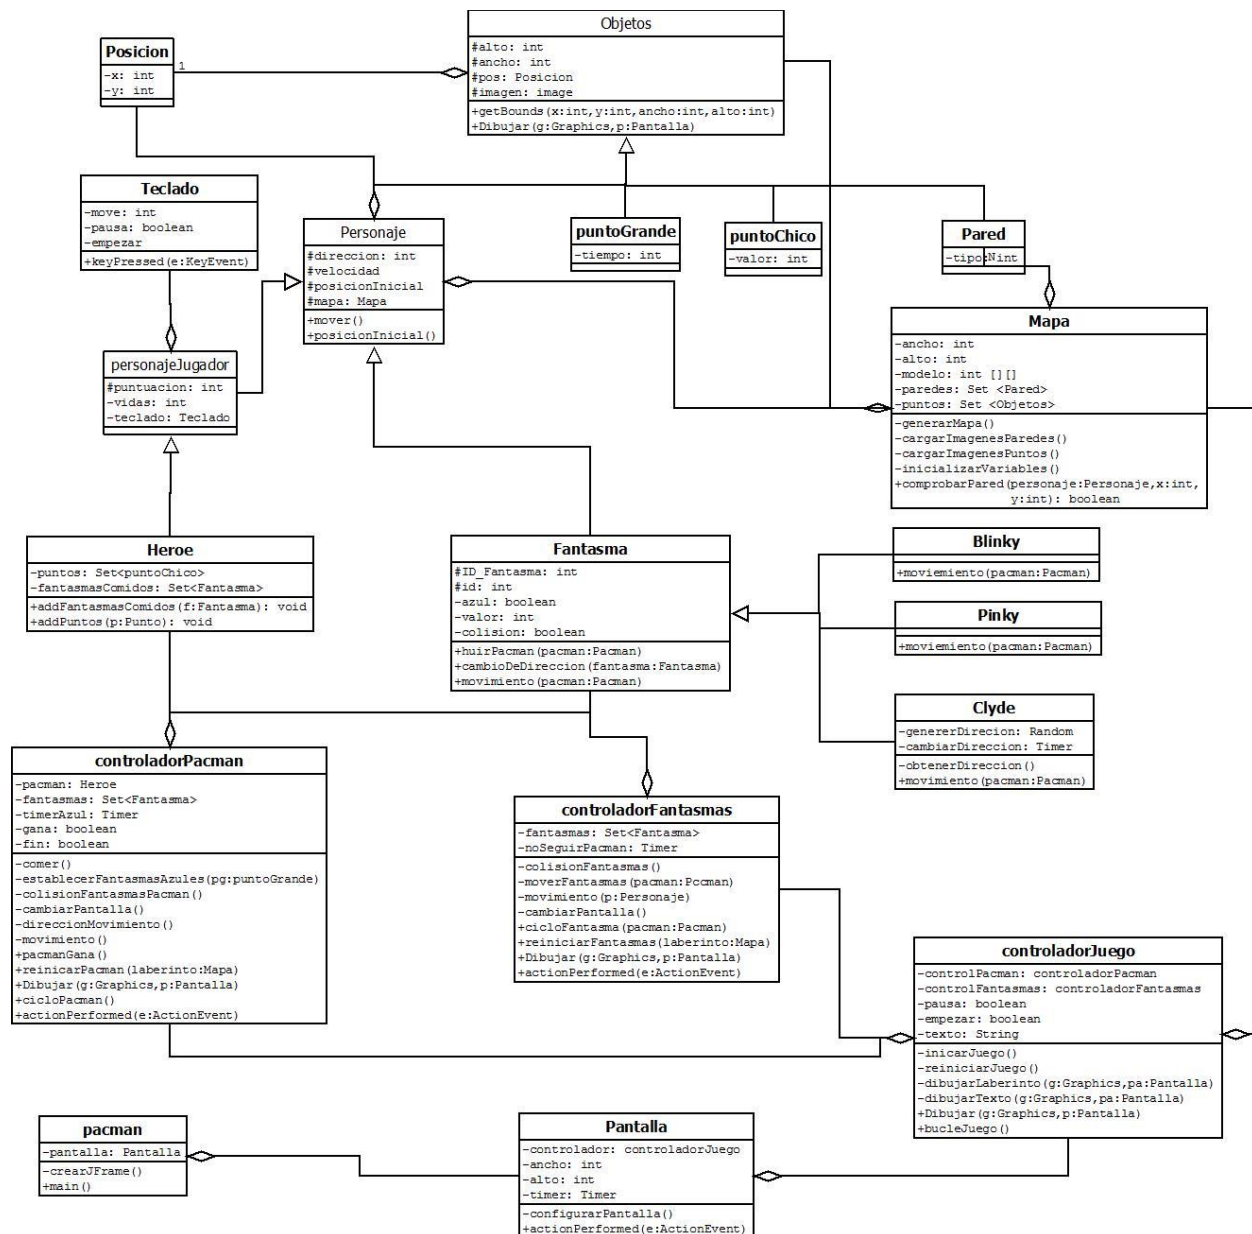 Objetos
#alto: int
#ancho: int
#pos: Posicion
#imagen: image
+getBounds(x:int,y:int,ancho:int,alto:int)
+Dibujar(g:Graphics,p:Pantalla)
Posicion
-x: int
-y: int
1
Teclado
-move: int
-pausa: boolean
-empezar
+keyPressed(e:KeyEvent)
Personaje
#direccion: int
#velocidad
#posicionInicial
#mapa: Mapa
+mover()
+posicionInicial()
puntoGrande
-tiempo: int
puntoChico
-valor: int
Pared
-tipo:Nint
Mapa
-ancho: int
-alto: int
-modelo: int [][]
-paredes: Set <Pared>
-puntos: Set <Objetos>
-generarMapa()
-cargarImagenesParedes()
-cargarImagenesPuntos()
-inicializarVariables()
+comprobarPared(personaje:Personaje,x:int,
y:int): boolean
personajeJugador
#puntuacion: int
-vidas: int
-teclado: Teclado
Heroe
-puntos: Set<puntoChico>
-fantasmasComidos: Set<Fantasma>
+addFantasmasComidos(f:Fantasma): void
+addPuntos(p:Punto): void
Fantasma
#ID_Fantasma: int
#id: int
-azul: boolean
-valor: int
-colision: boolean
+huirPacman(pacman:Pacman)
+cambioDeDireccion(fantasma:Fantasma)
+movimiento(pacman:Pacman)
Blinky
+moviemiento(pacman:Pacman)
Pinky
+moviemiento(pacman:Pacman)
Clyde
-genererDirecion: Random
-cambiarDireccion: Timer
-obtenerDireccion()
+movimiento(pacman:Pacman)
controladorPacman
-pacman: Heroe
-fantasmas: Set<Fantasma>
-timerAzul: Timer
-gana: boolean
-fin: boolean
-comer()
-establecerFantasmasAzules(pg:puntoGrande)
-colisionFantasmasPacman()
-cambiarPantalla()
-direccionMovimiento()
-movimiento()
+pacmanGana()
+reinicarPacman(laberinto:Mapa)
+Dibujar(g:Graphics,p:Pantalla)
+cicloPacman()
+actionPerformed(e:ActionEvent)
controladorFantasmas
-fantasmas: Set<Fantasma>
-noSeguirPacman: Timer
-colisionFantasmas()
-moverFantasmas(pacman:Pccman)
-movimiento(p:Personaje)
-cambiarPantalla()
+cicloFantasma(pacman:Pacman)
+reiniciarFantasmas(laberinto:Mapa)
+Dibujar(g:Graphics,p:Pantalla)
+actionPerformed(e:ActionEvent)
controladorJuego
-controlPacman: controladorPacman
-controlFantasmas: controladorFantasmas
-pausa: boolean
-empezar: boolean
-texto: String
-inicarJuego()
-reiniciarJuego()
-dibujarLaberinto(g:Graphics,pa:Pantalla)
-dibujarTexto(g:Graphics,pa:Pantalla)
+Dibujar(g:Graphics,p:Pantalla)
+bucleJuego()
pacman
-pantalla: Pantalla
-crearJFrame()
+main()
Pantalla
-controlador: controladorJuego
-ancho: int
-alto: int
-timer: Timer
-configurarPantalla()
+actionPerformed(e:ActionEvent)